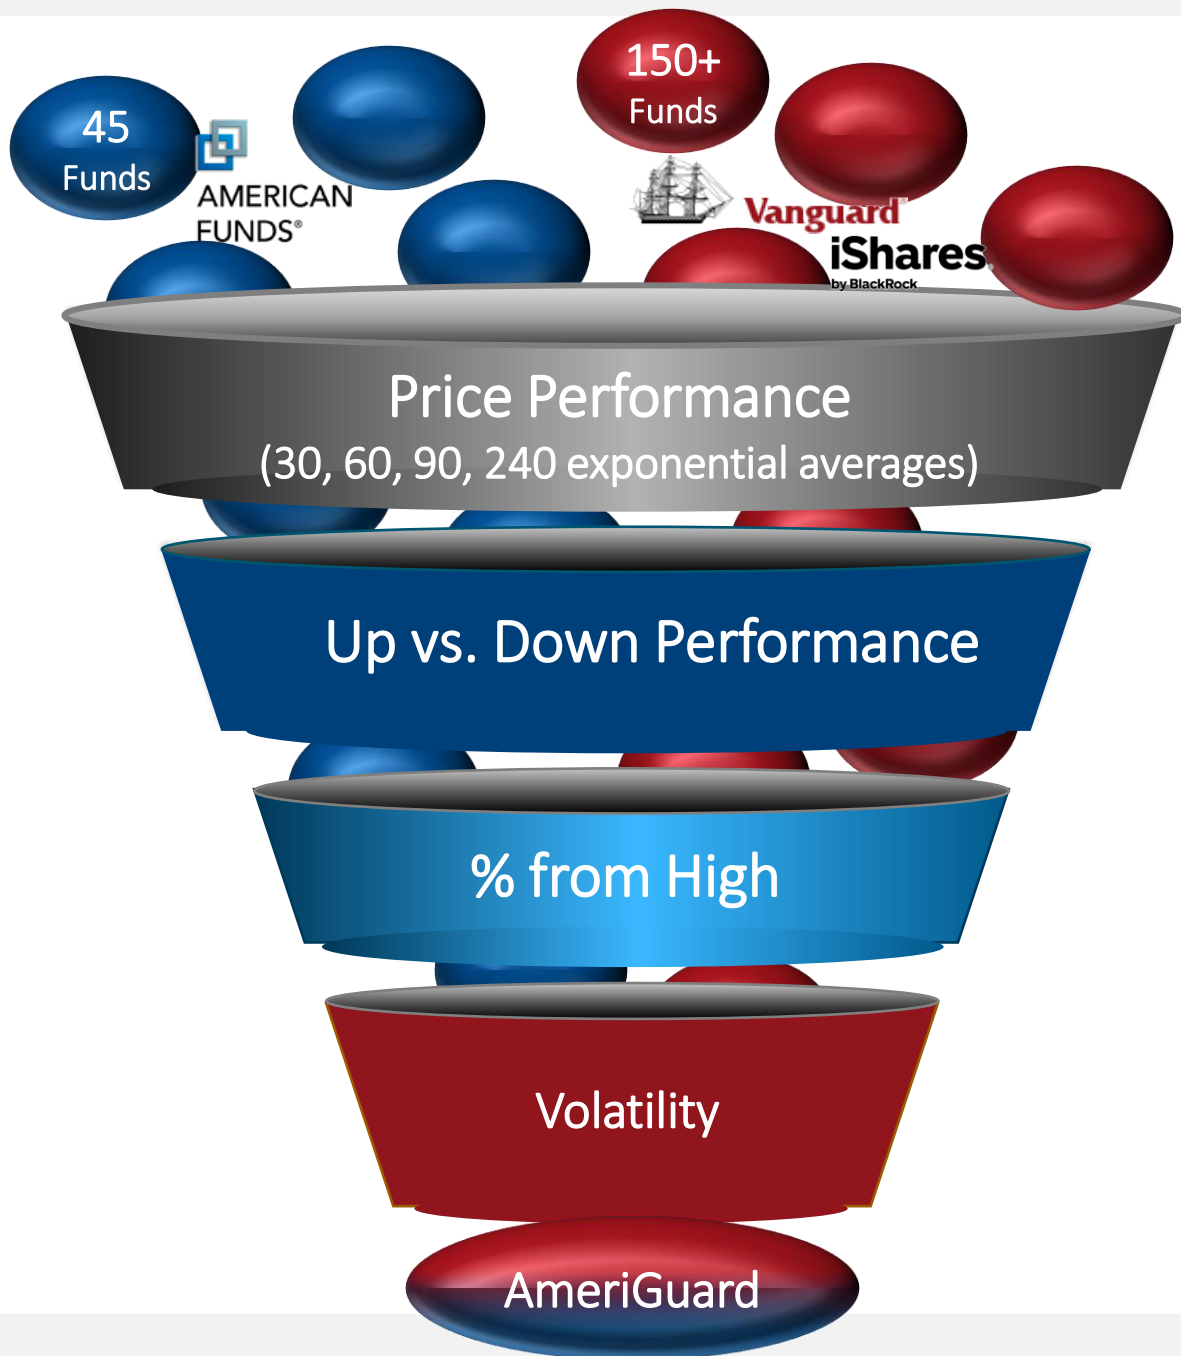 150+
Funds
45
Funds
AMERICAN
FUNDS®
Vanguard®
iShares®
by BlackRock
Price Performance
(30, 60, 90, 240 exponential averages)
Up vs. Down Performance
% from High
Volatility
AmeriGuard